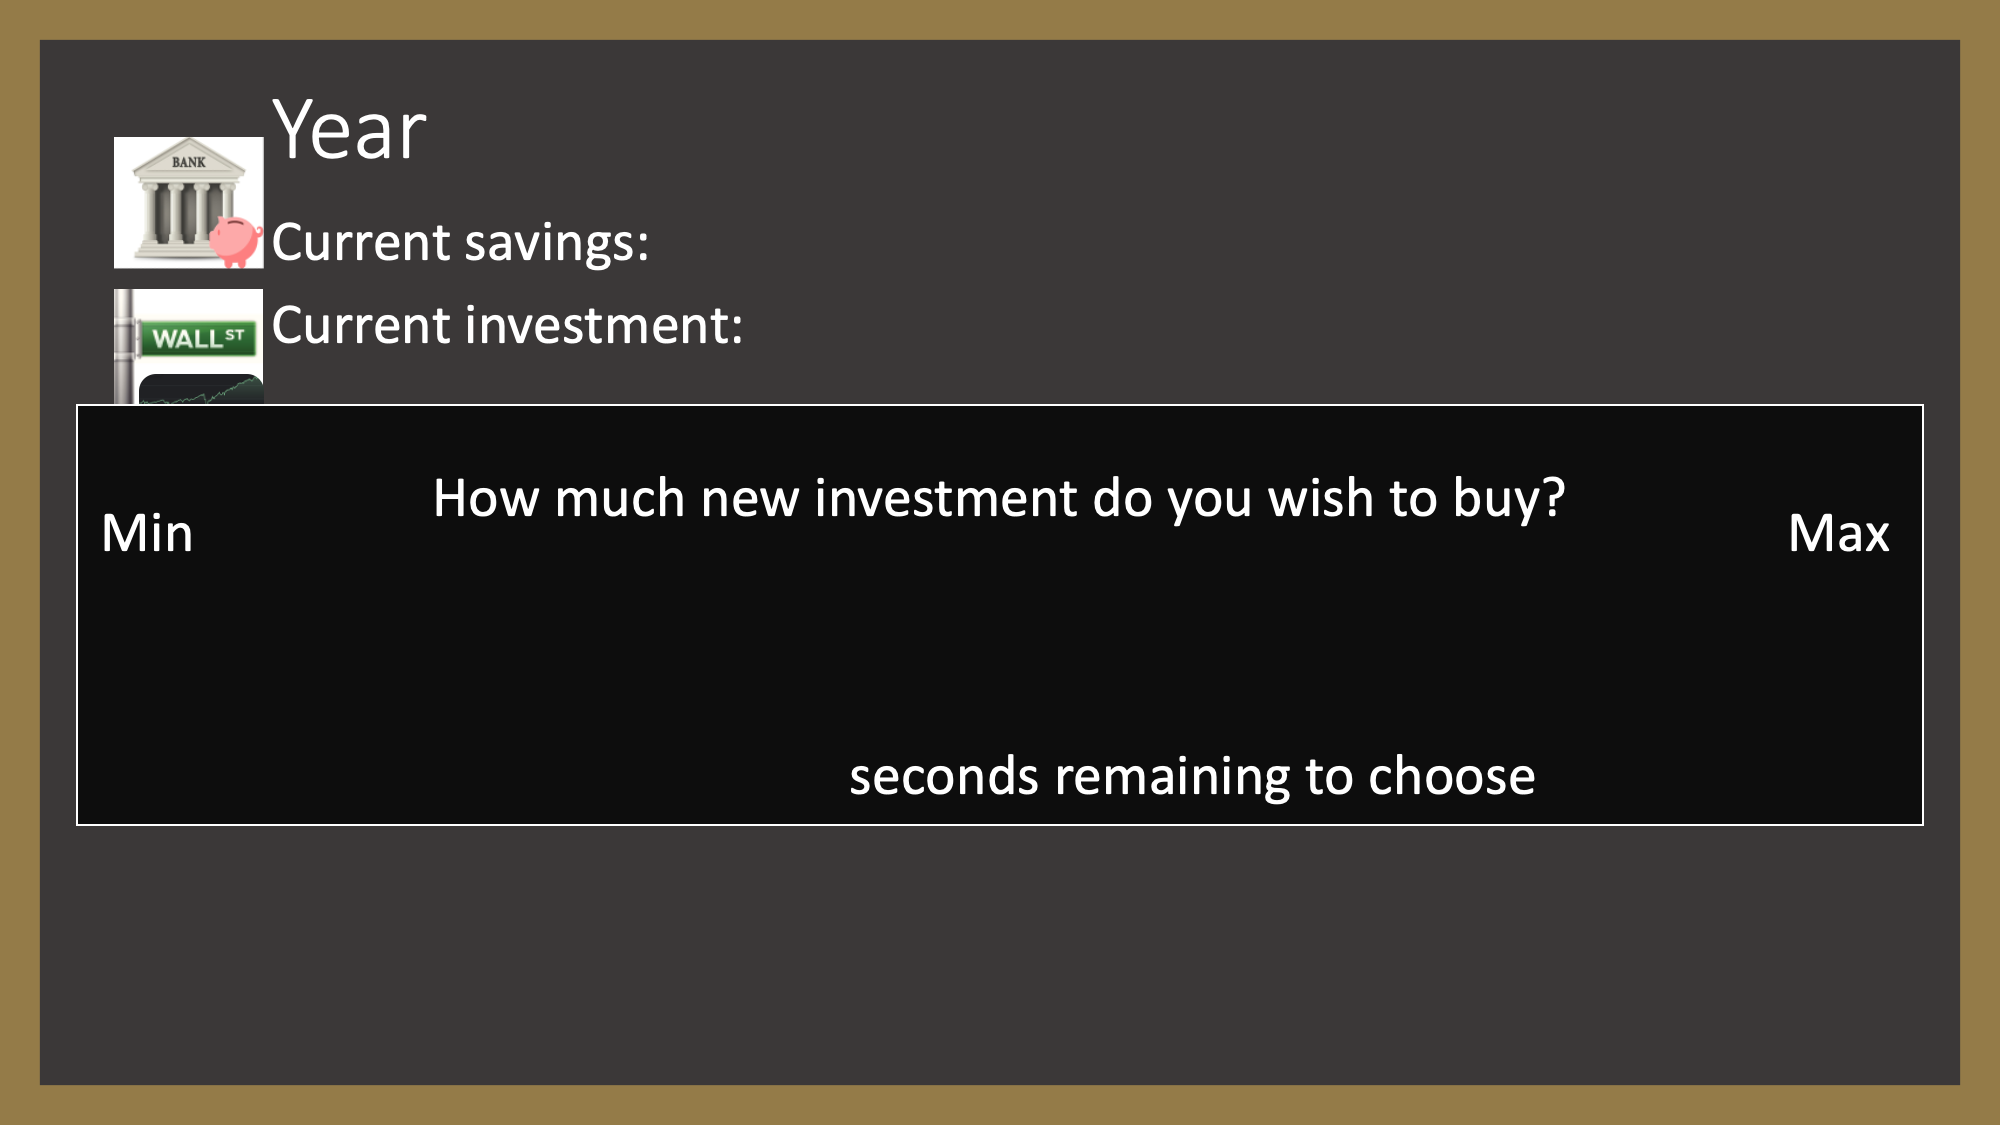 Year
BANK
Current savings:
WALL ST
Current investment:
How much new investment do you wish to buy?
Min
Max
seconds remaining to choose